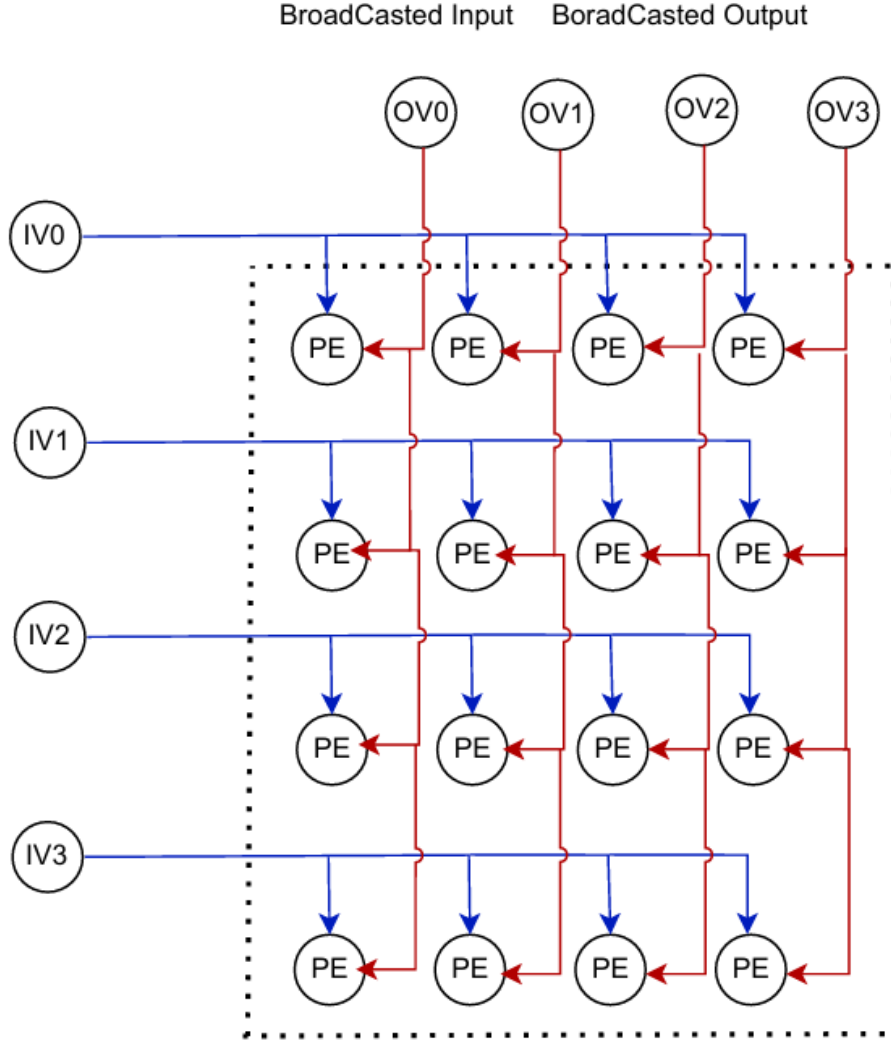 BroadCasted Input BoradCasted Output
OV0 OV1 OV2 OV3
IV0
PE PE PE PE
IV1
PE PE PE PE
IV2
PE PE PE PE
IV3
PE PE PE PE